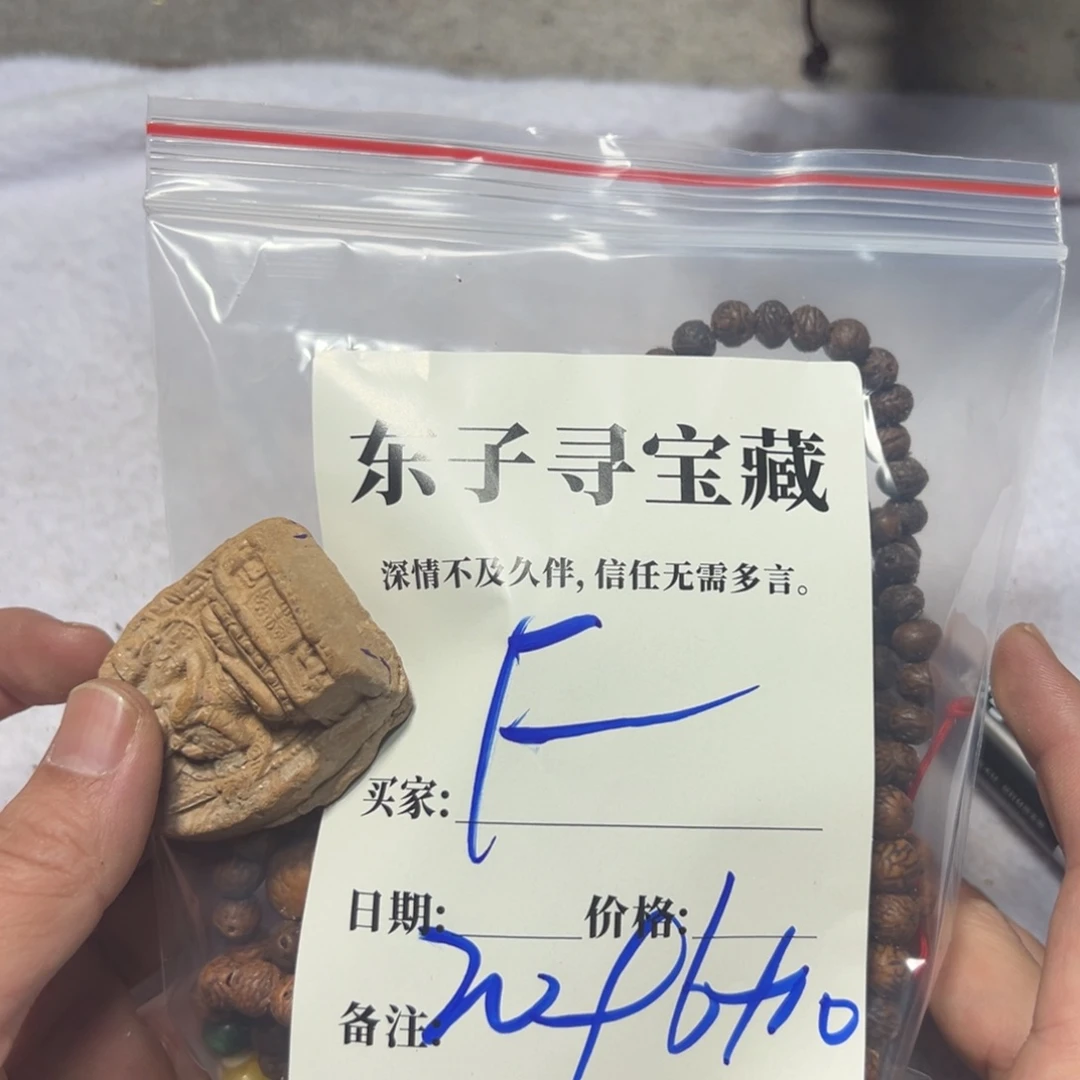 东子寻宝藏
深情不及久伴,信任无需多言。
F
买家:
日期: 价格:
备注: